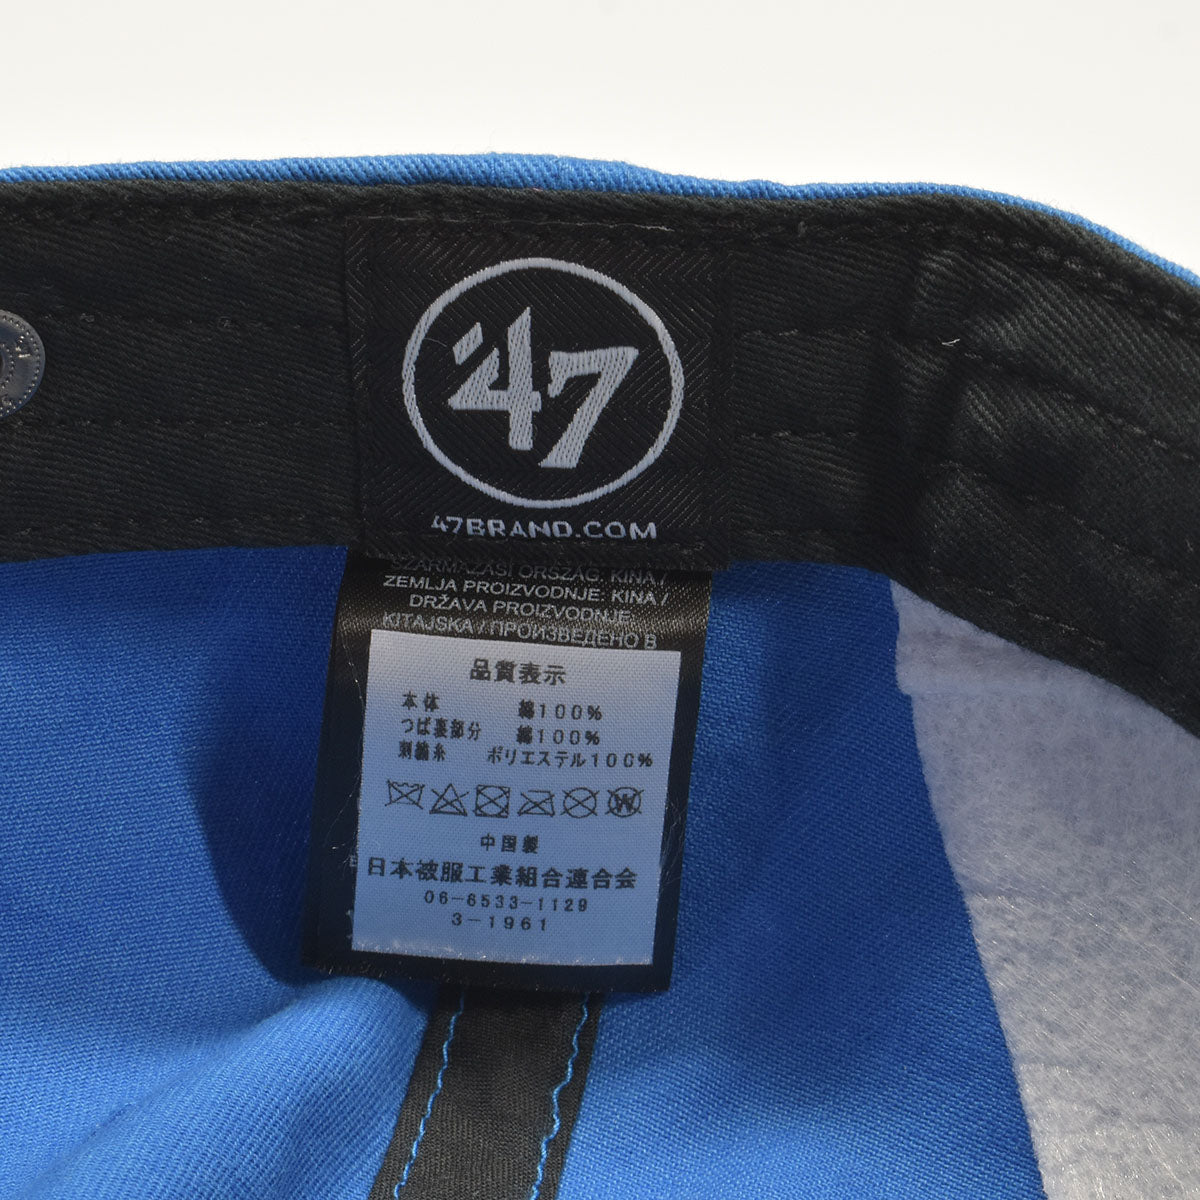 '47
47BRAND.COM
SZÁRMAZÁSI ORSZÁG: KÍNA /
ZEMLJA PROIZVODNJE: KINA /
DRŽAVA PROIZVODNJE:
KITAJSKA / ПРОИЗВЕДЕНО В
品質表示
本体 綿100%
つば裏部分 綿100%
刺繍糸 ポリエステル100%
W
中国製
日本被服工業組合連合会
06-6533-1129
3-1961